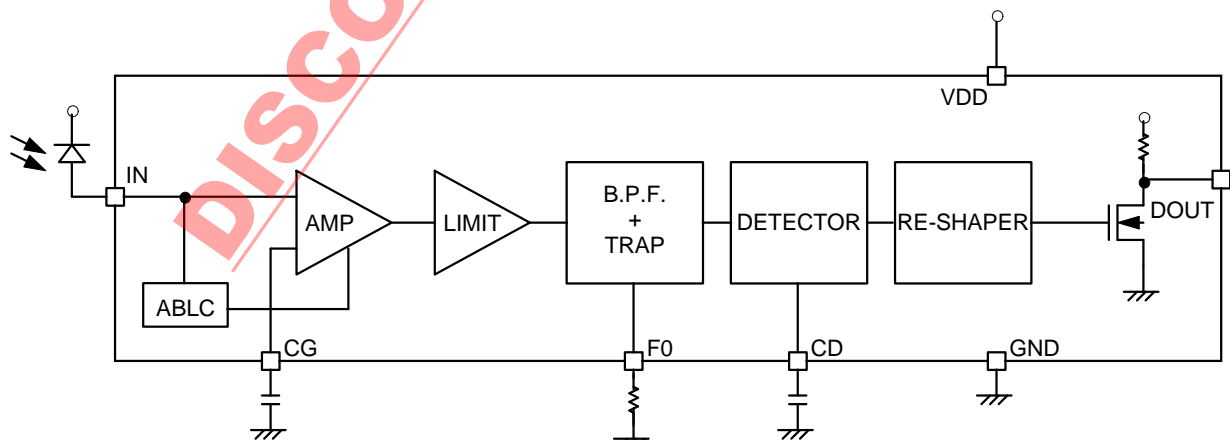 DISCO
VDD
IN
AMP
LIMIT
B.P.F.
+
TRAP
DETECTOR
RE-SHAPER
DOUT
ABLC
CG
F0
CD
GND